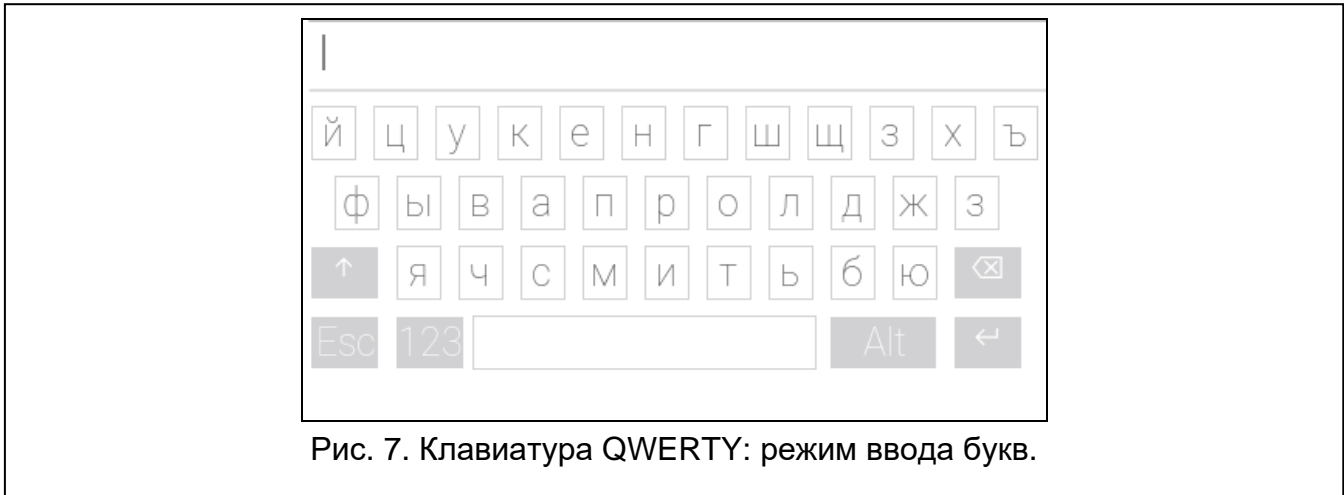 й ц у к е н г ш щ з х ъ
ф ы в а п р о л д ж з
↑ я ч с м и т ь б ю ⌫
Esc 123 Alt ↵
Рис. 7. Клавиатура QWERTY: режим ввода букв.